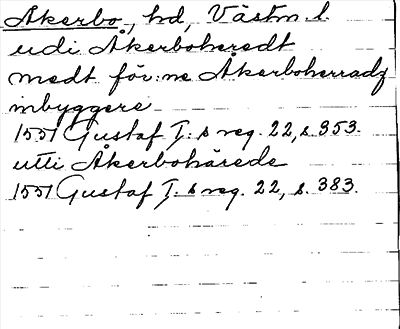 Åkerbo, hd, Västm. l.
udi Åkerboheredt
medt för:ne Åkerboherradz
inbyggere
1551 Gustaf I:s reg. 22, s. 353.
utti Åkerbohärede
1551 Gustaf I:s reg. 22, s. 383.